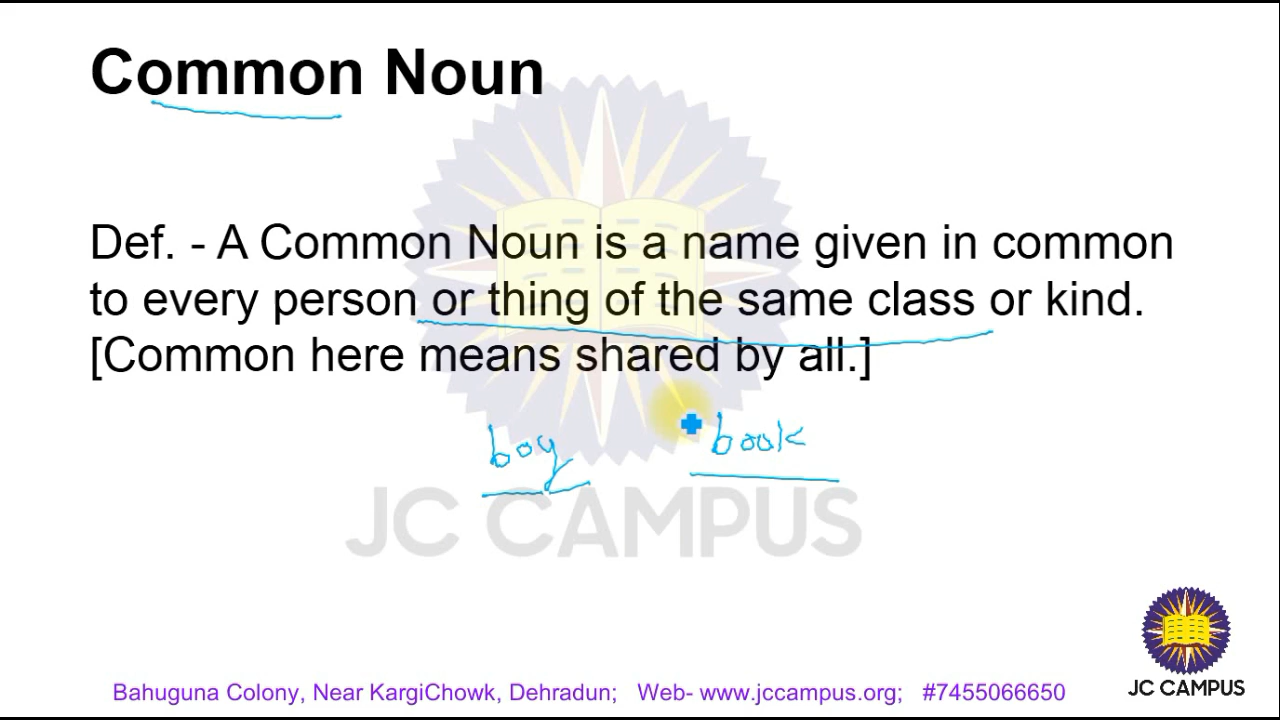 Common Noun
Def. - A Common Noun is a name given in common
to every person or thing of the same class or kind.
[Common here means shared by all.]
boy book
JC CAMPUS
JC CAMPUS
Bahuguna Colony, Near KargiChowk, Dehradun; Web- www.jccampus.org; #7455066650